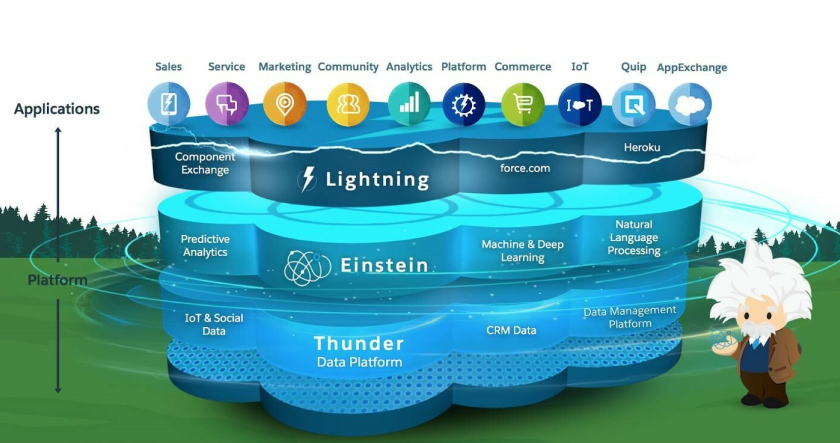 Sales
Service
Marketing
Community
Analytics
Platform
Commerce
IoT
Quip
AppExchange
Applications
I T
Component
Exchange
Lightning
force.com
Heroku
Platform
Predictive
Analytics
Einstein
Machine & Deep
Learning
Natural
Language
Processing
IoT & Social
Data
Thunder
Data Platform
CRM Data
Data Management
Platform